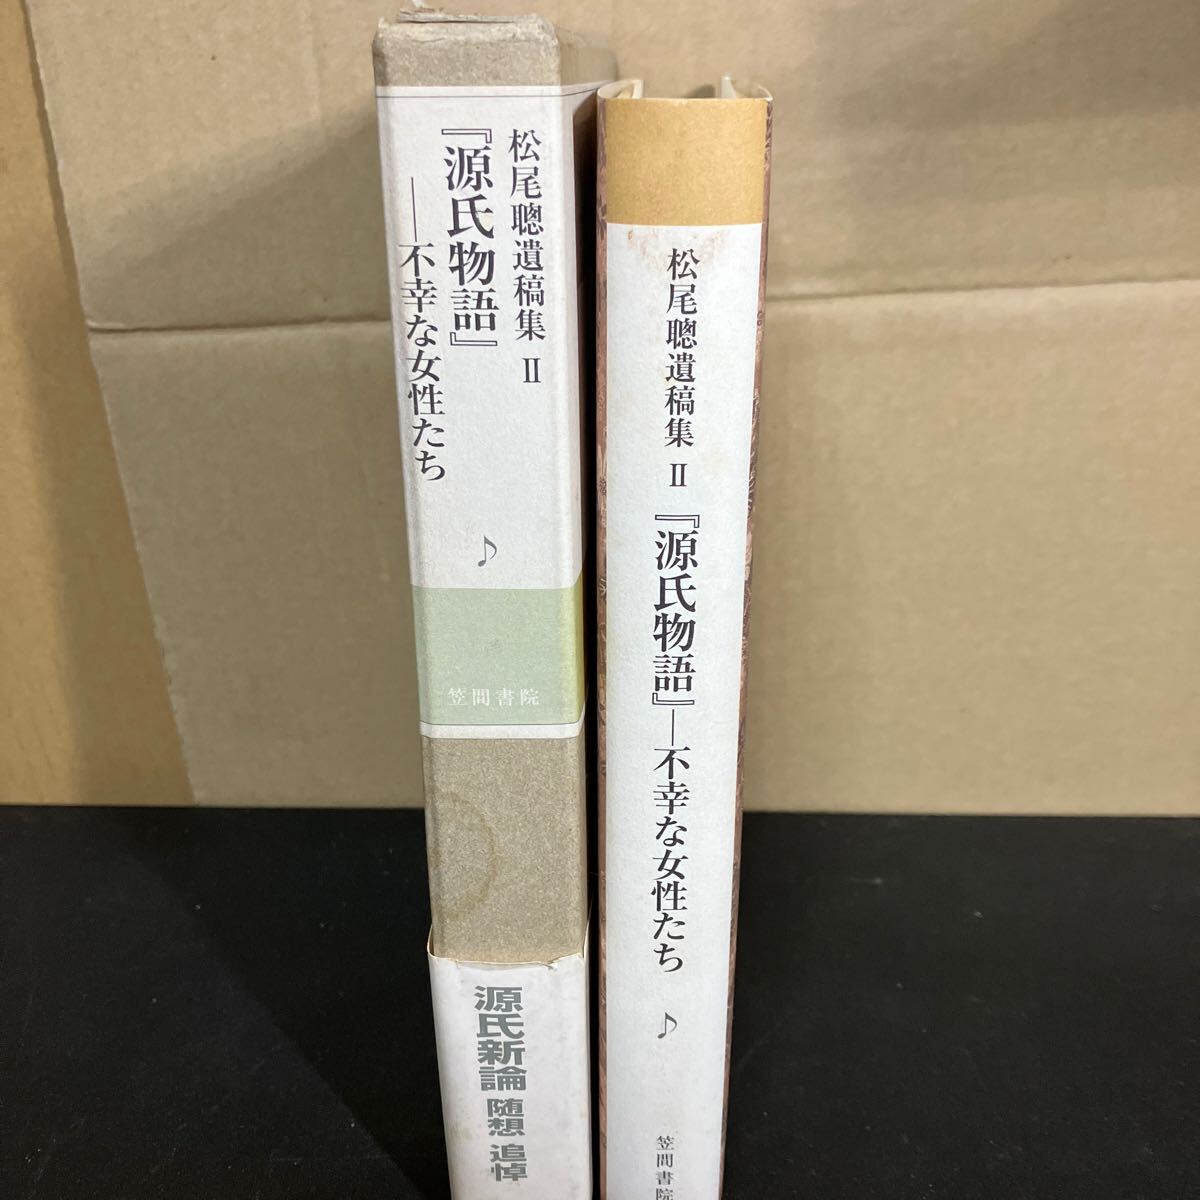 松尾聰遺稿集 Ⅱ
『源氏物語』
――不幸な女性たち
♪
笠間書院
源氏新論 随想 追悼
松尾聰遺稿集 Ⅱ 『源氏物語』―不幸な女性たち ♪ 笠間書院